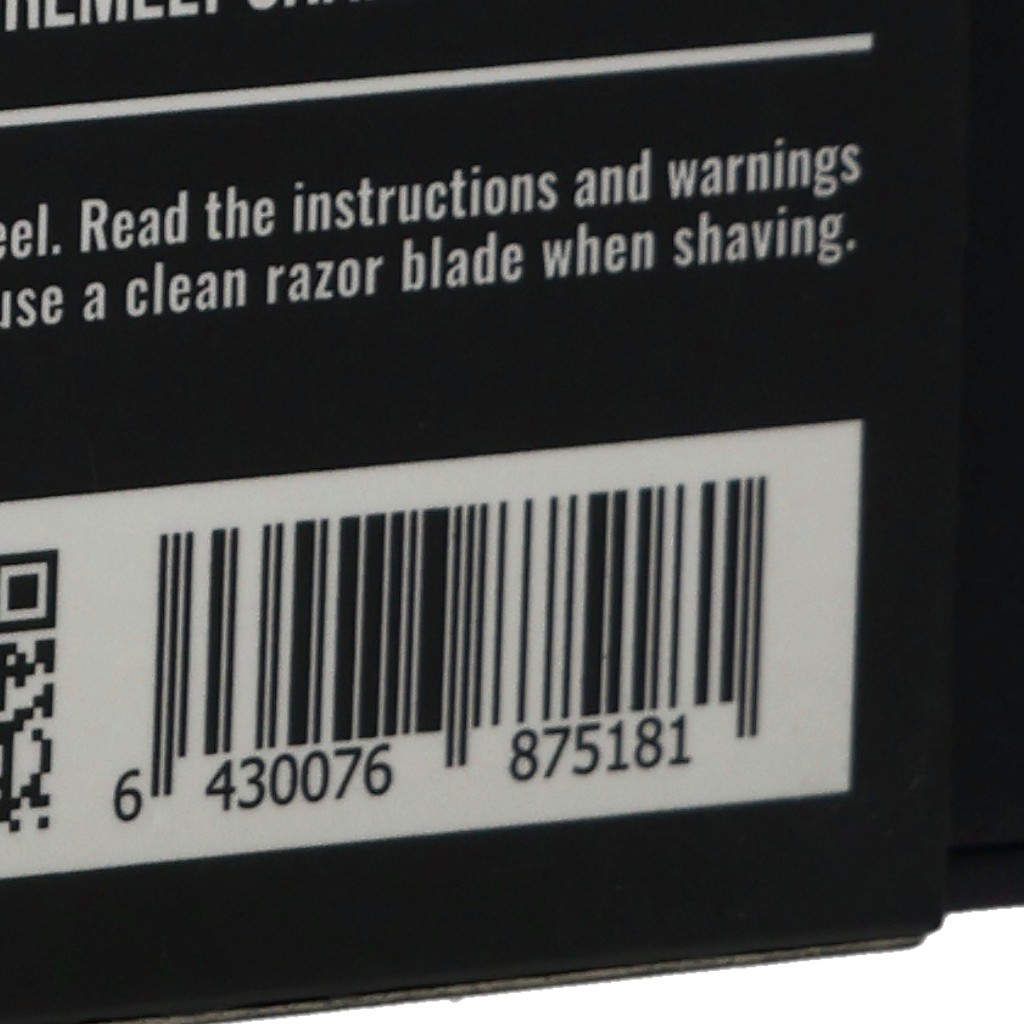 eel. Read the instructions and warnings
use a clean razor blade when shaving.
6 430076 875181